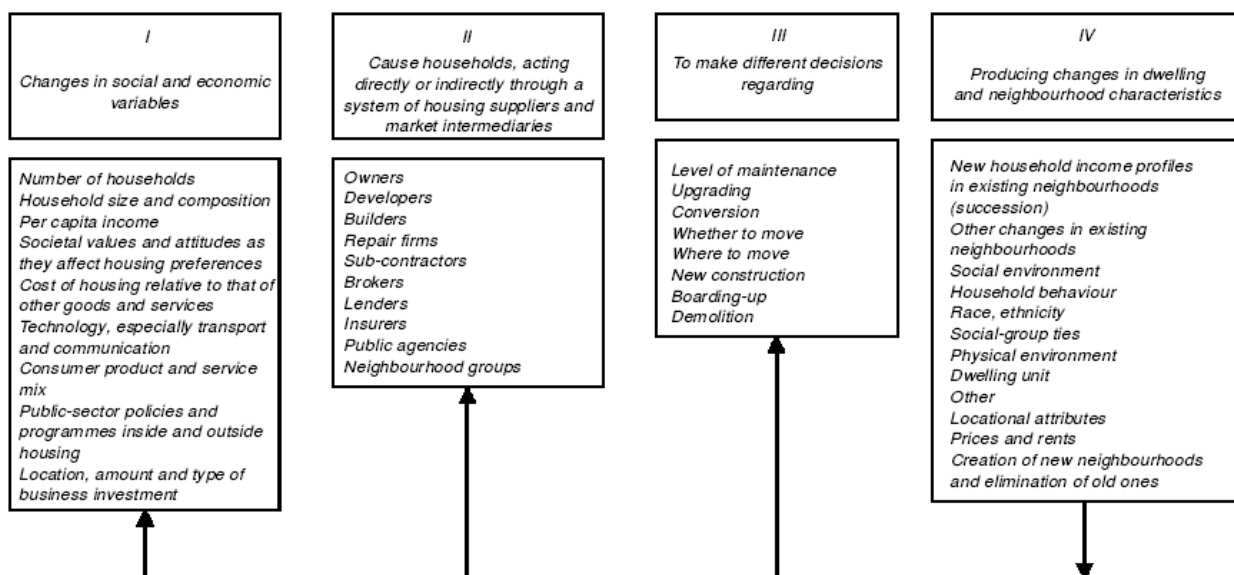 I
Changes in social and economic
variables
II
Cause households, acting
directly or indirectly through a
system of housing suppliers and
market intermediaries
III
To make different decisions
regarding
IV
Producing changes in dwelling
and neighbourhood characteristics
Number of households
Household size and composition
Per capita income
Societal values and attitudes as
they affect housing preferences
Cost of housing relative to that of
other goods and services
Technology, especially transport
and communication
Consumer product and service
mix
Public-sector policies and
programmes inside and outside
housing
Location, amount and type of
business investment
Owners
Developers
Builders
Repair firms
Sub-contractors
Brokers
Lenders
Insurers
Public agencies
Neighbourhood groups
Level of maintenance
Upgrading
Conversion
Whether to move
Where to move
New construction
Boarding-up
Demolition
New household income profiles
in existing neighbourhoods
(succession)
Other changes in existing
neighbourhoods
Social environment
Household behaviour
Race, ethnicity
Social-group ties
Physical environment
Dwelling unit
Other
Locational attributes
Prices and rents
Creation of new neighbourhoods
and elimination of old ones